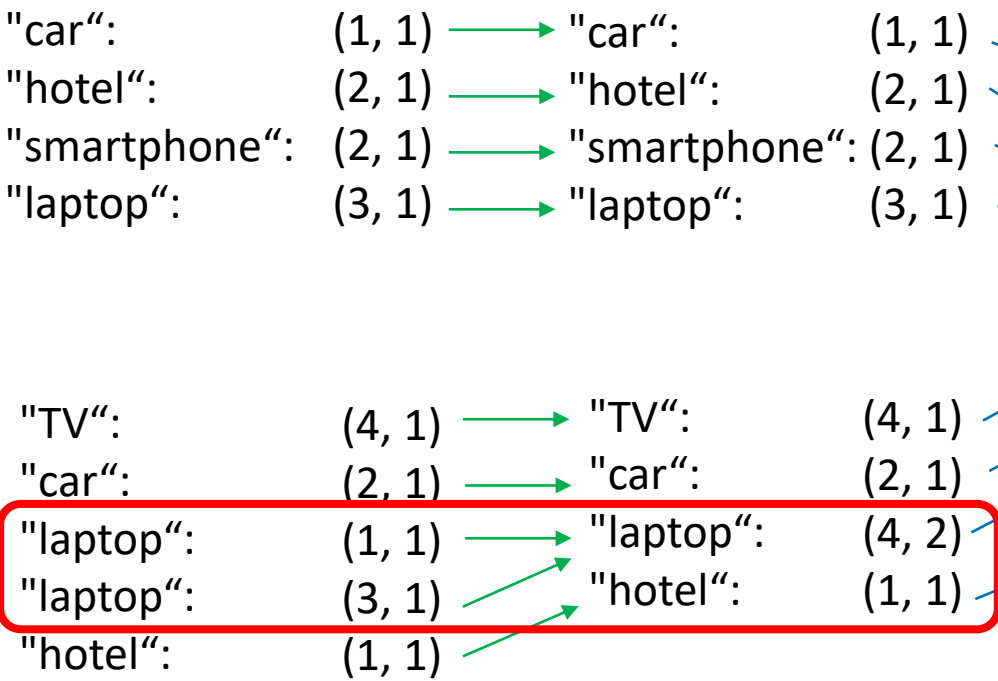 "car“: (1, 1) "car“: (1, 1)
"hotel“: (2, 1) "hotel“: (2, 1)
"smartphone“: (2, 1) "smartphone“: (2, 1)
"laptop“: (3, 1) "laptop“: (3, 1)
"TV“: (4, 1) "TV“: (4, 1)
"car“: (2, 1) "car“: (2, 1)
"laptop“: (1, 1) "laptop“: (4, 2)
"laptop“: (3, 1) "hotel“: (1, 1)
"hotel“: (1, 1)